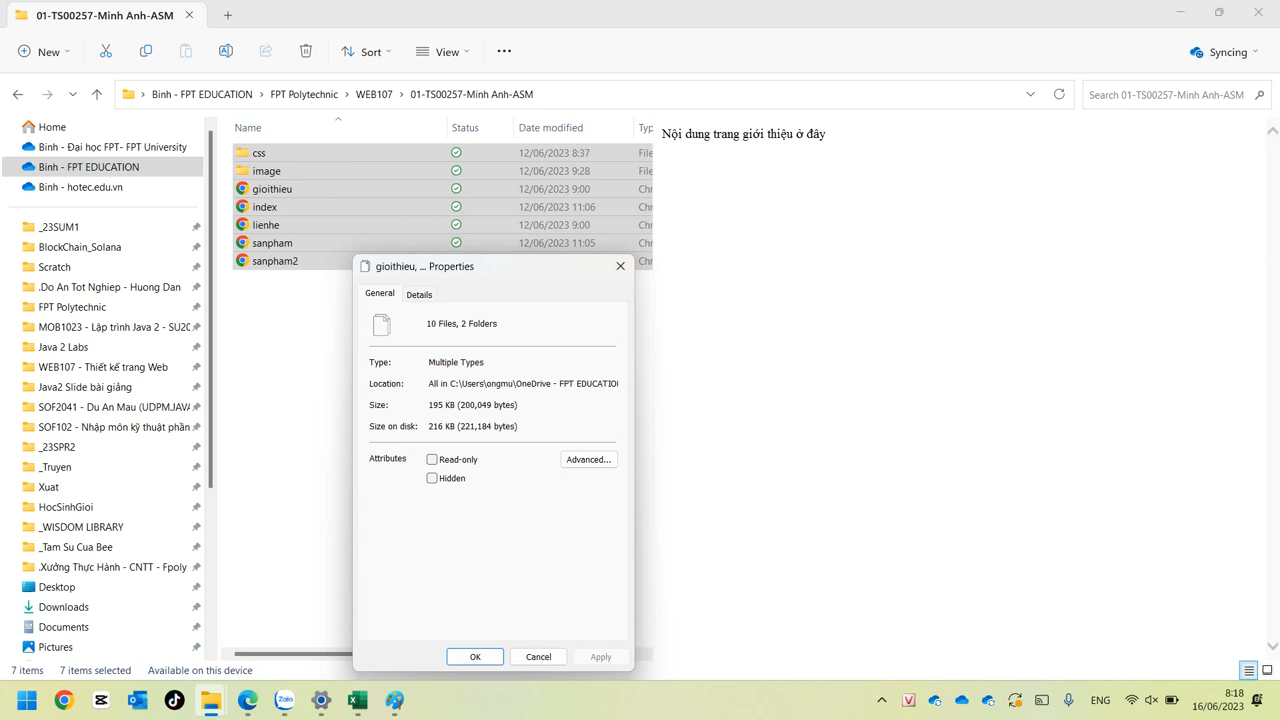 01-TS00257-Minh Anh-ASM
New
Sort
View
Syncing
Binh - FPT EDUCATION > FPT Polytechnic > WEB107 > 01-TS00257-Minh Anh-ASM
Search 01-TS00257-Minh Anh-ASM
Home
Binh - Đại học FPT- FPT University
Binh - FPT EDUCATION
Binh - hotec.edu.vn
_23SUM1
BlockChain_Solana
Scratch
.Do An Tot Nghiep - Huong Dan
FPT Polytechnic
MOB1023 - Lập trình Java 2 - SU20
Java 2 Labs
WEB107 - Thiết kế trang Web
Java2 Slide bài giảng
SOF2041 - Du An Mau (UDPM.JAVA
SOF102 - Nhập môn kỹ thuật phần
_23SPR2
_Truyen
Xuat
HocSinhGioi
_WISDOM LIBRARY
_Tam Su Cua Bee
.Xưởng Thực Hành - CNTT - Fpoly
Desktop
Downloads
Documents
Pictures
Name Status Date modified Typ
css 12/06/2023 8:37 File
image 12/06/2023 9:28 File
gioithieu 12/06/2023 9:00 Chr
index 12/06/2023 11:06 Chr
lienhe 12/06/2023 9:00 Chr
sanpham 12/06/2023 11:05 Chr
sanpham2
Nội dung trang giới thiệu ở đây
gioithieu, ... Properties
General Details
10 Files, 2 Folders
Type: Multiple Types
Location: All in C:\Users\ongmu\OneDrive - FPT EDUCATIO
Size: 195 KB (200,049 bytes)
Size on disk: 216 KB (221,184 bytes)
Attributes Read-only Advanced...
Hidden
OK Cancel Apply
7 items 7 items selected Available on this device
Zalo
ENG
8:18
16/06/2023